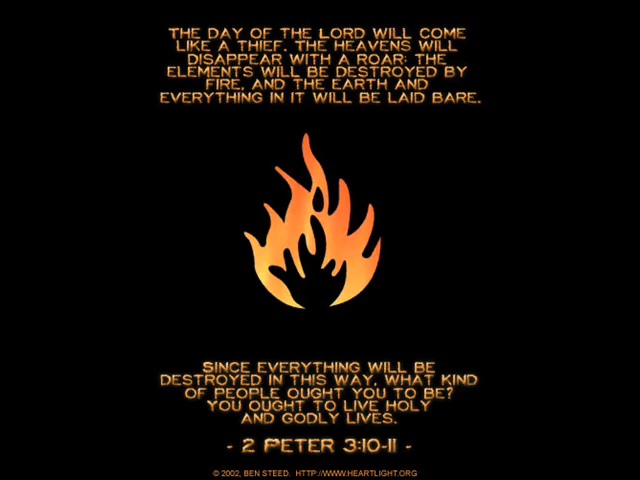 THE DAY OF THE LORD WILL COME
LIKE A THIEF. THE HEAVENS WILL
DISAPPEAR WITH A ROAR; THE
ELEMENTS WILL BE DESTROYED BY
FIRE, AND THE EARTH AND
EVERYTHING IN IT WILL BE LAID BARE.
SINCE EVERYTHING WILL BE
DESTROYED IN THIS WAY, WHAT KIND
OF PEOPLE OUGHT YOU TO BE?
YOU OUGHT TO LIVE HOLY
AND GODLY LIVES.
- 2 PETER 3:10-11 -
© 2002, BEN STEED. HTTP://WWW.HEARTLIGHT.ORG